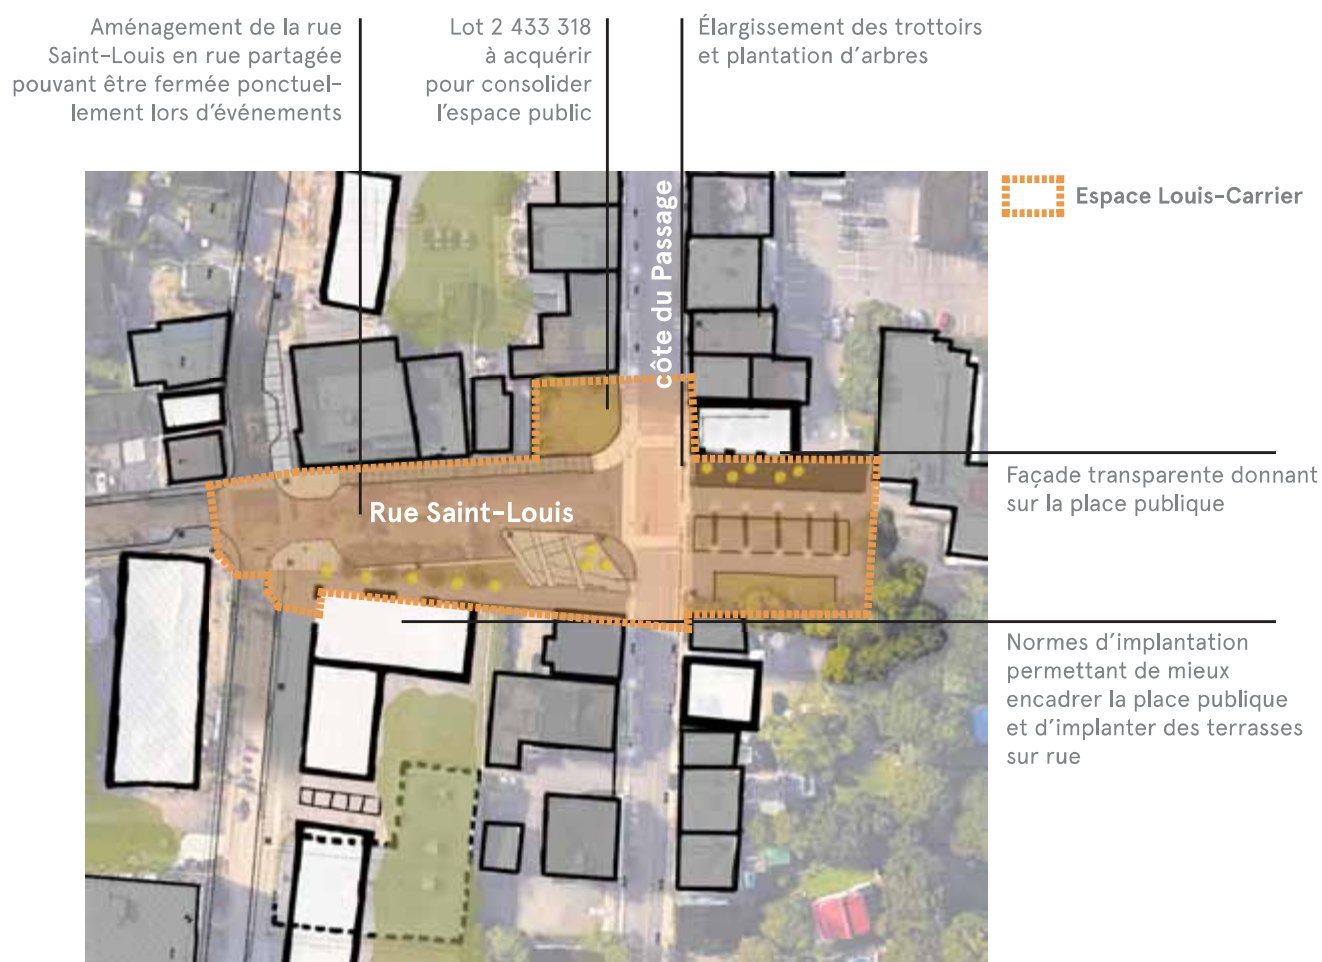 Aménagement de la rue
Saint-Louis en rue partagée
pouvant être fermée ponctuel-
lement lors d'événements
Lot 2 433 318
à acquérir
pour consolider
l'espace public
Élargissement des trottoirs
et plantation d'arbres
Espace Louis-Carrier
côte du Passage
Rue Saint-Louis
Façade transparente donnant
sur la place publique
Normes d'implantation
permettant de mieux
encadrer la place publique
et d'implanter des terrasses
sur rue